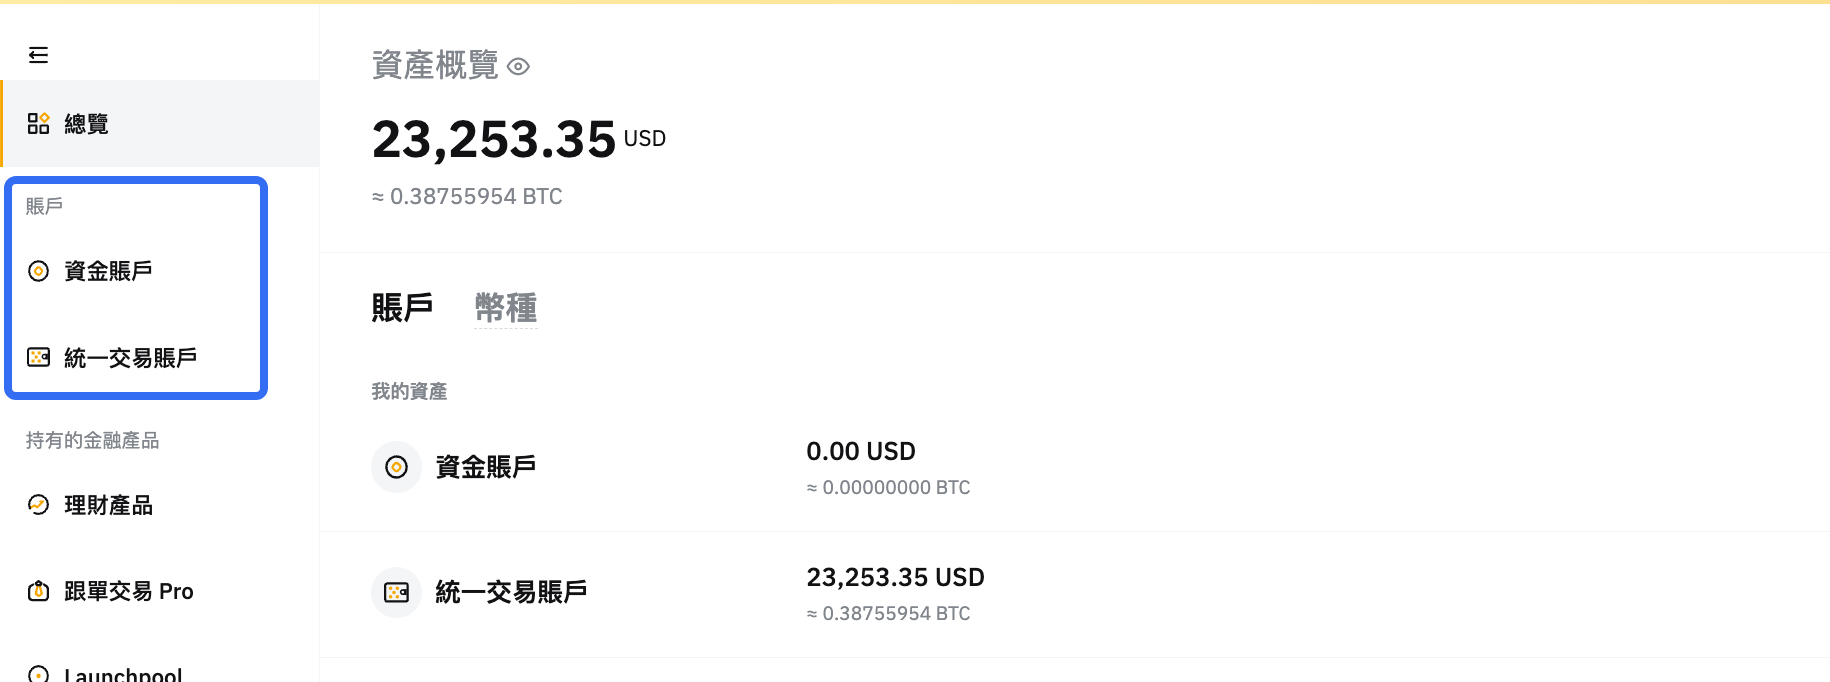 總覽
賬戶
資金賬戶
統一交易賬戶
持有的金融產品
理財產品
跟單交易 Pro
Launchpool
資產概覽
23,253.35 USD
≈ 0.38755954 BTC
賬戶 幣種
我的資產
資金賬戶
0.00 USD
≈ 0.00000000 BTC
統一交易賬戶
23,253.35 USD
≈ 0.38755954 BTC